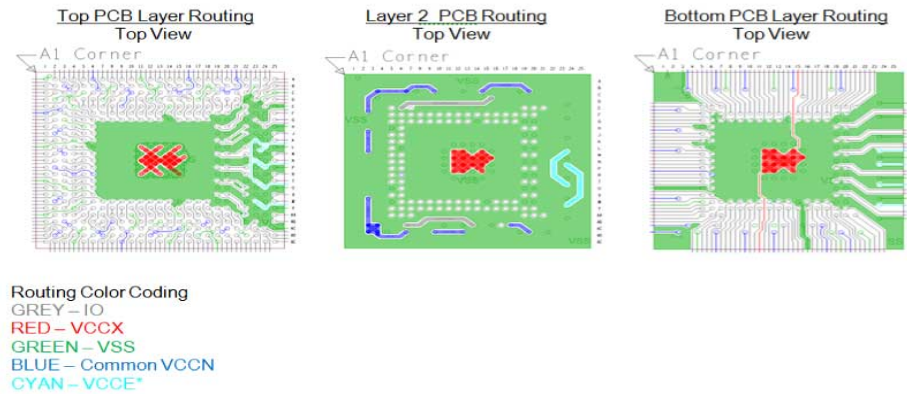 Top PCB Layer Routing
Top View
Layer 2 PCB Routing
Top View
Bottom PCB Layer Routing
Top View
A1 Corner
A1 Corner
A1 Corner
VSS
VSS
VSS
VSS
Routing Color Coding
GREY – IO
RED – VCCX
GREEN – VSS
BLUE – Common VCCN
CYAN – VCCE*